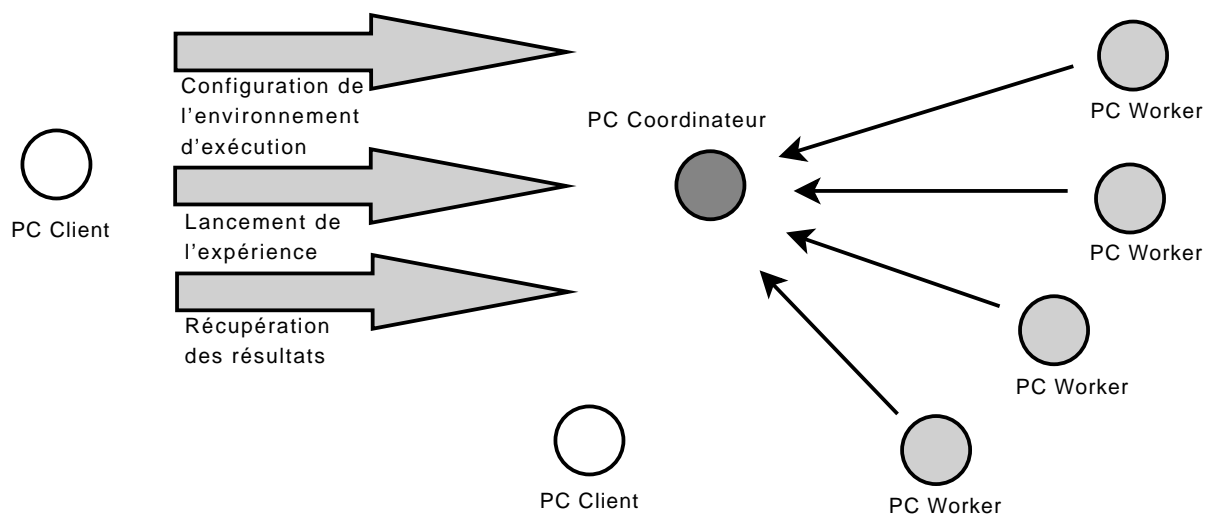 Configuration de
l’environnement
d’exécution
PC Client
Lancement de
l’expérience
Récupération
des résultats
PC Coordinateur
PC Worker
PC Worker
PC Worker
PC Worker
PC Client